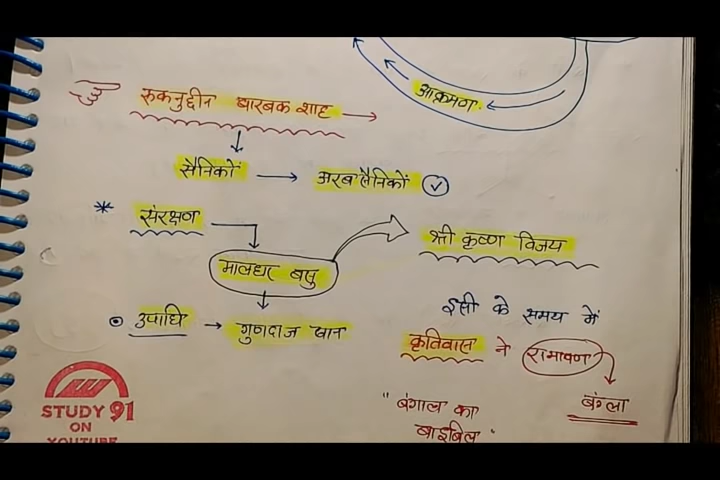 आक्रमण
रुकनुद्दीन बारबक शाह →
सैनिकों → अरब सैनिकों
* संरक्षण
मालधर बसु
श्री कृष्ण विजय
उपाधि → गुणराज खान
इसी के समय में
कृतिवास ने रामायण
बंग्ला
"बंगाल का
बाइबिल"
STUDY 91
ON
YOUTUBE